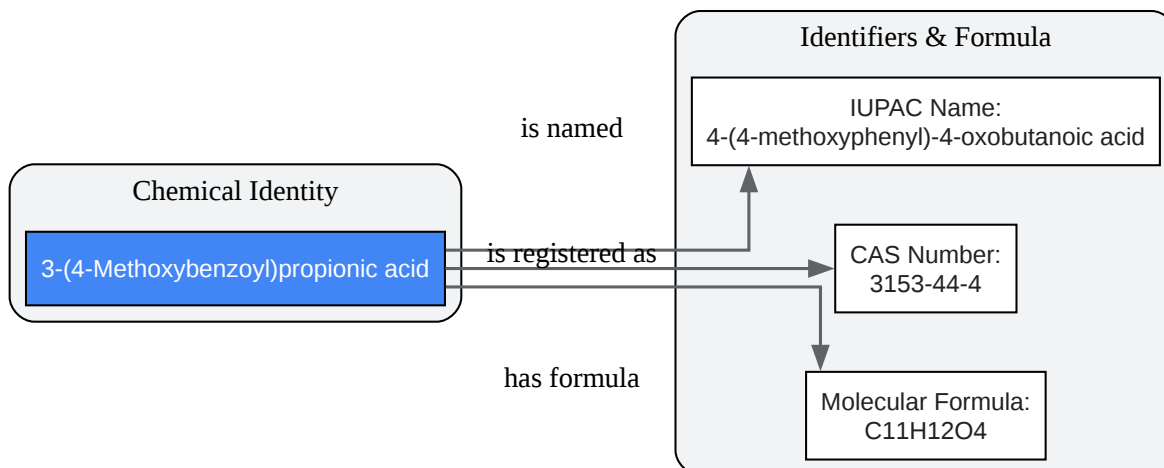 Identifiers & Formula
IUPAC Name:
4-(4-methoxyphenyl)-4-oxobutanoic acid
is named
Chemical Identity
3-(4-Methoxybenzoyl)propionic acid
is registered as
CAS Number:
3153-44-4
has formula
Molecular Formula:
C11H12O4